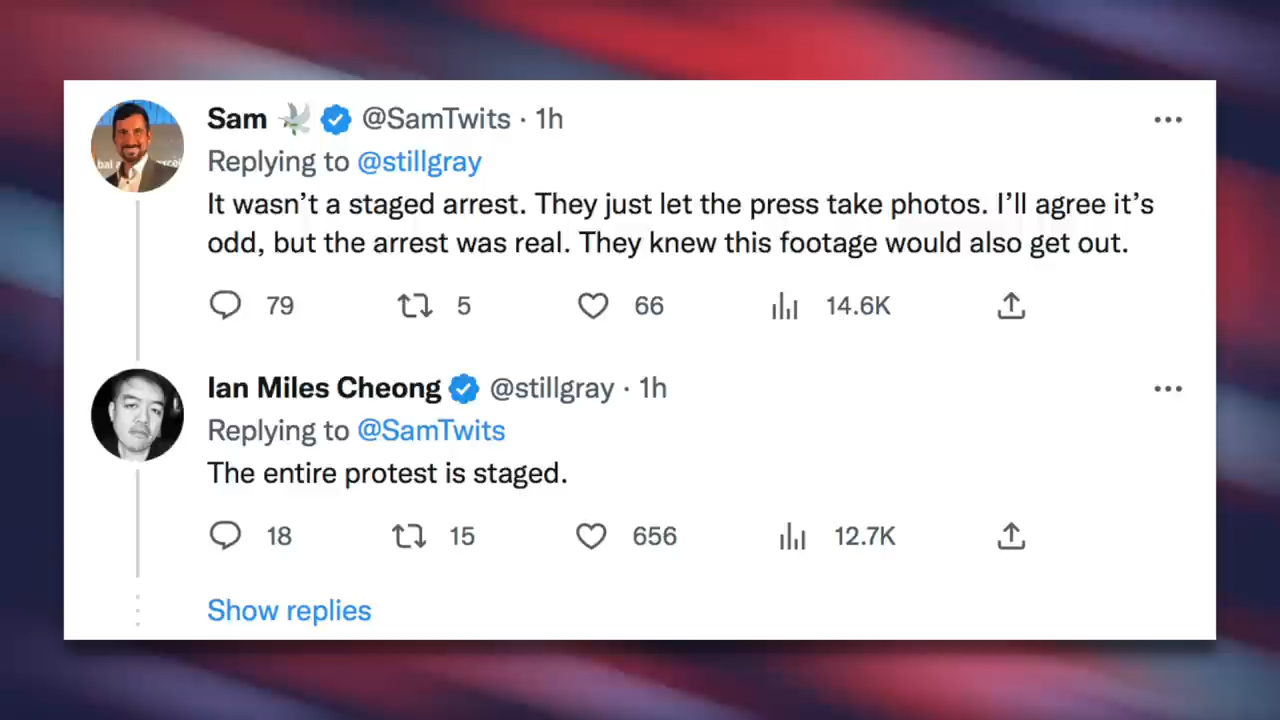 Sam 🕊 @SamTwits · 1h
Replying to @stillgray
It wasn’t a staged arrest. They just let the press take photos. I’ll agree it’s
odd, but the arrest was real. They knew this footage would also get out.
79 5 66 14.6K
Ian Miles Cheong @stillgray · 1h
Replying to @SamTwits
The entire protest is staged.
18 15 656 12.7K
Show replies